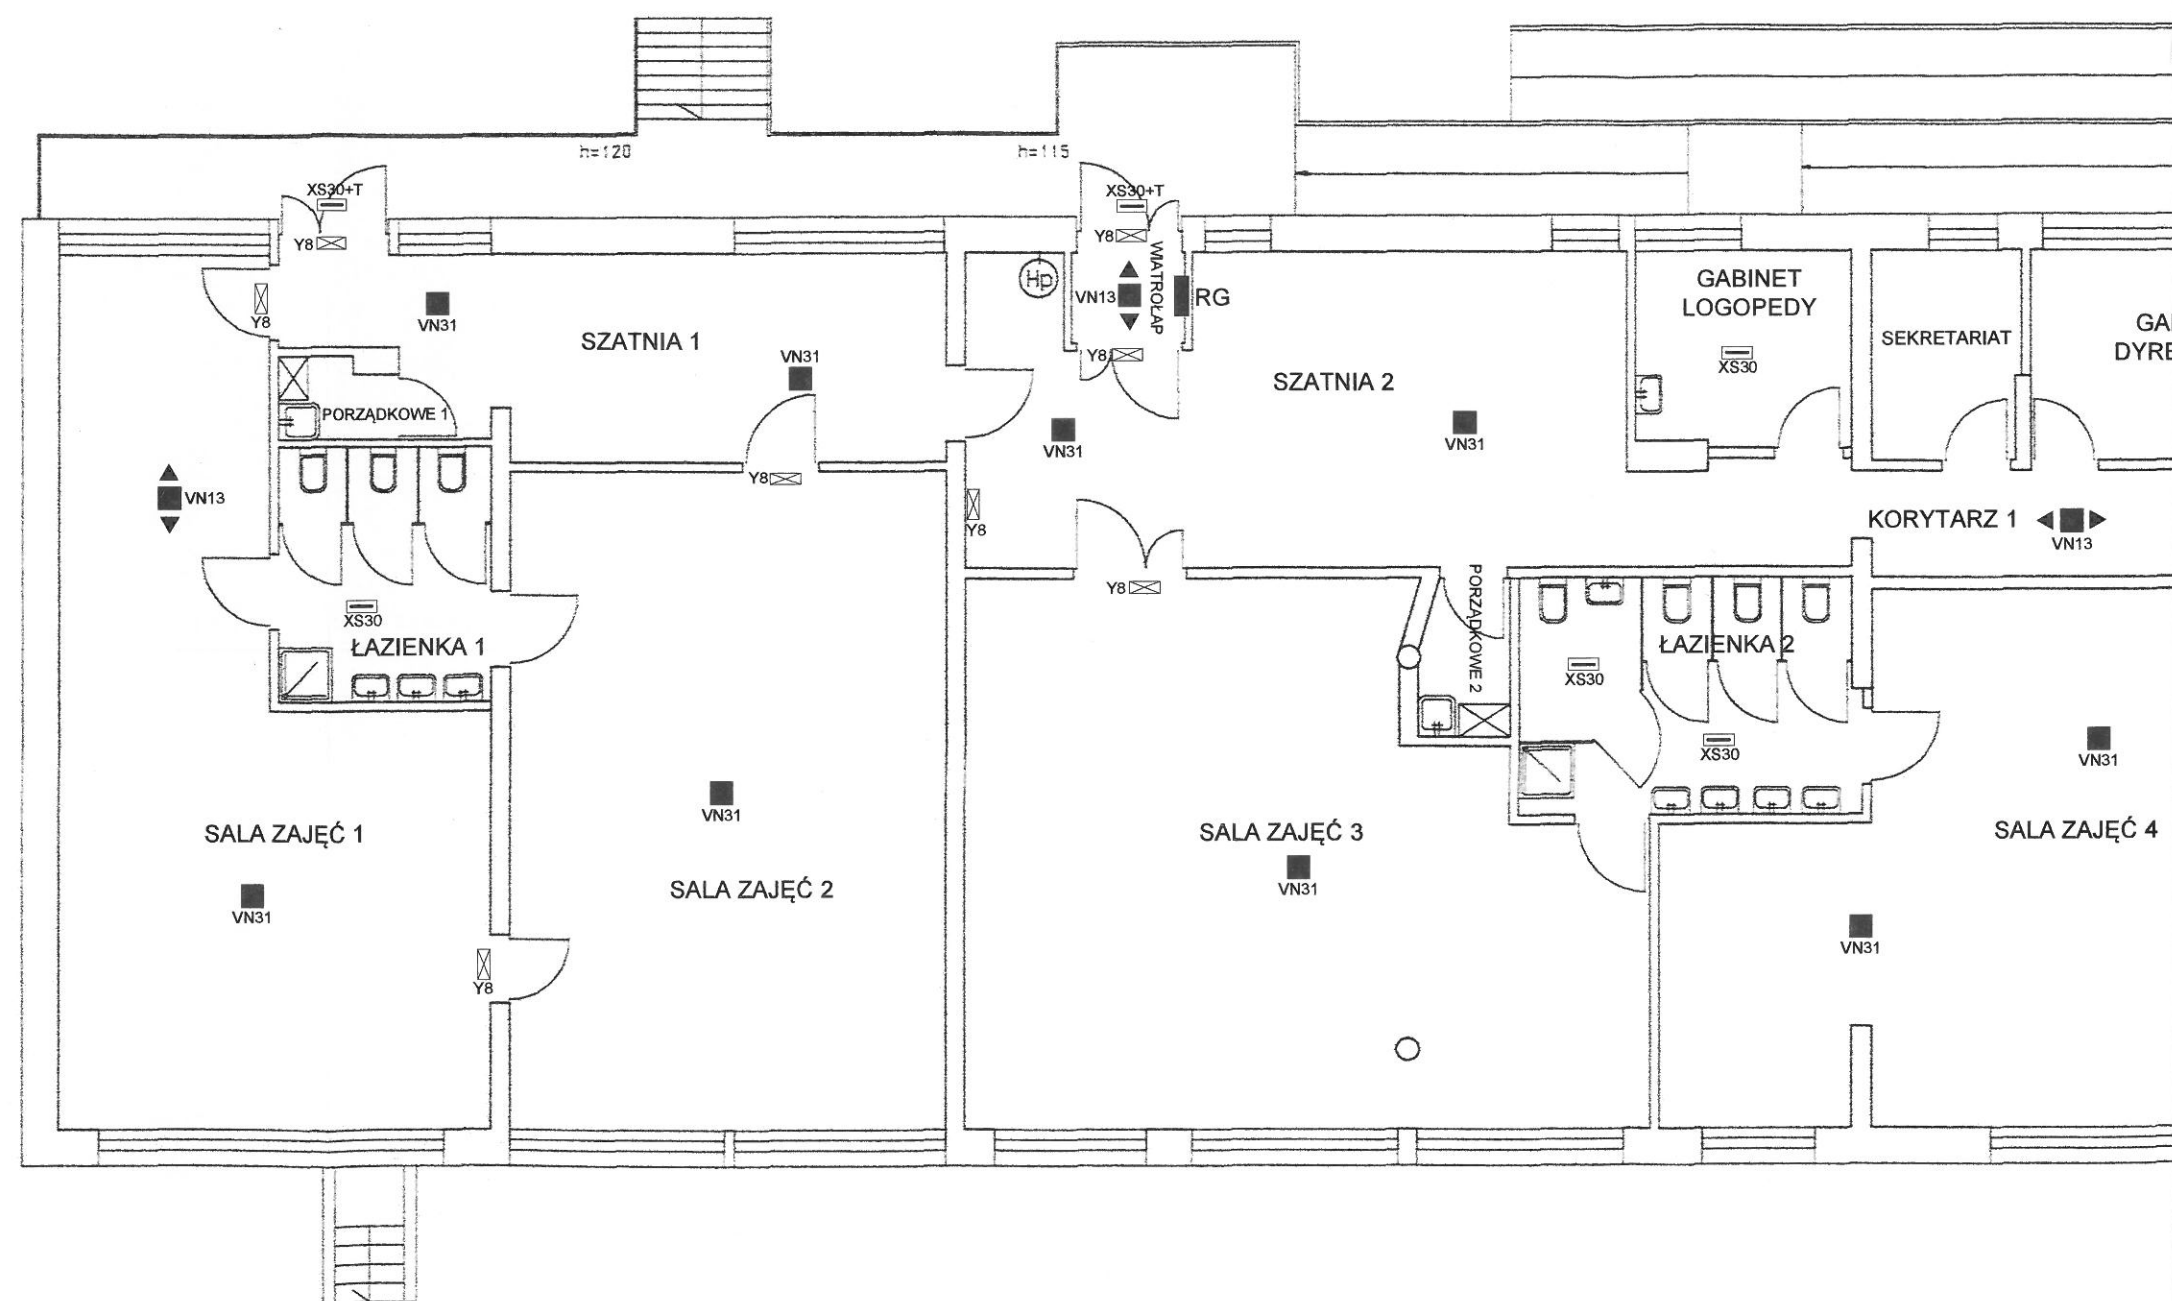 h=120
h=115
XS30+T
XS30+T
Y8
Y8
WIATROŁAP
GABINET
LOGOPEDY
Hp
VN13
RG
Y8
VN31
SZATNIA 1
GA
DYRE
SEKRETARIAT
VN31
Y8
XS30
SZATNIA 2
PORZĄDKOWE 1
VN31
VN31
Y8
VN13
Y8
KORYTARZ 1
VN13
Y8
PORZĄDKOWE 2
XS30
ŁAZIENKA 1
ŁAZIENKA 2
XS30
XS30
VN31
VN31
SALA ZAJĘĆ 1
SALA ZAJĘĆ 3
SALA ZAJĘĆ 4
VN31
SALA ZAJĘĆ 2
VN31
VN31
Y8